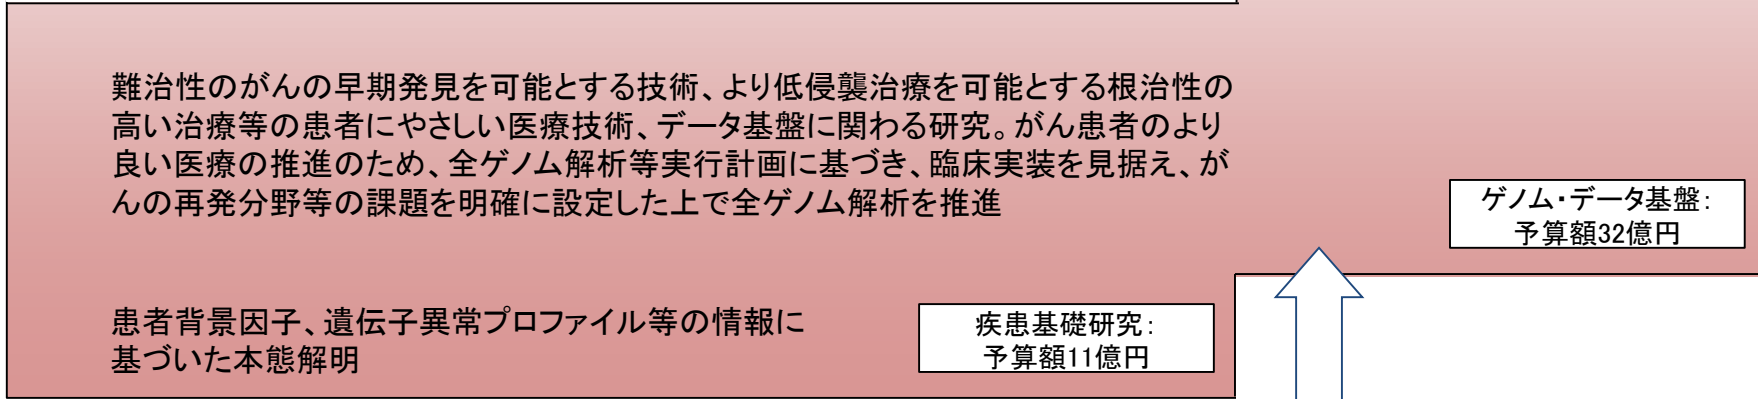 難治性のがんの早期発見を可能とする技術、より低侵襲治療を可能とする根治性の
高い治療等の患者にやさしい医療技術、データ基盤に関わる研究。がん患者のより
良い医療の推進のため、全ゲノム解析等実行計画に基づき、臨床実装を見据え、が
んの再発分野等の課題を明確に設定した上で全ゲノム解析を推進
ゲノム・データ基盤：
予算額32億円
患者背景因子、遺伝子異常プロファイル等の情報に
基づいた本態解明
疾患基礎研究：
予算額11億円